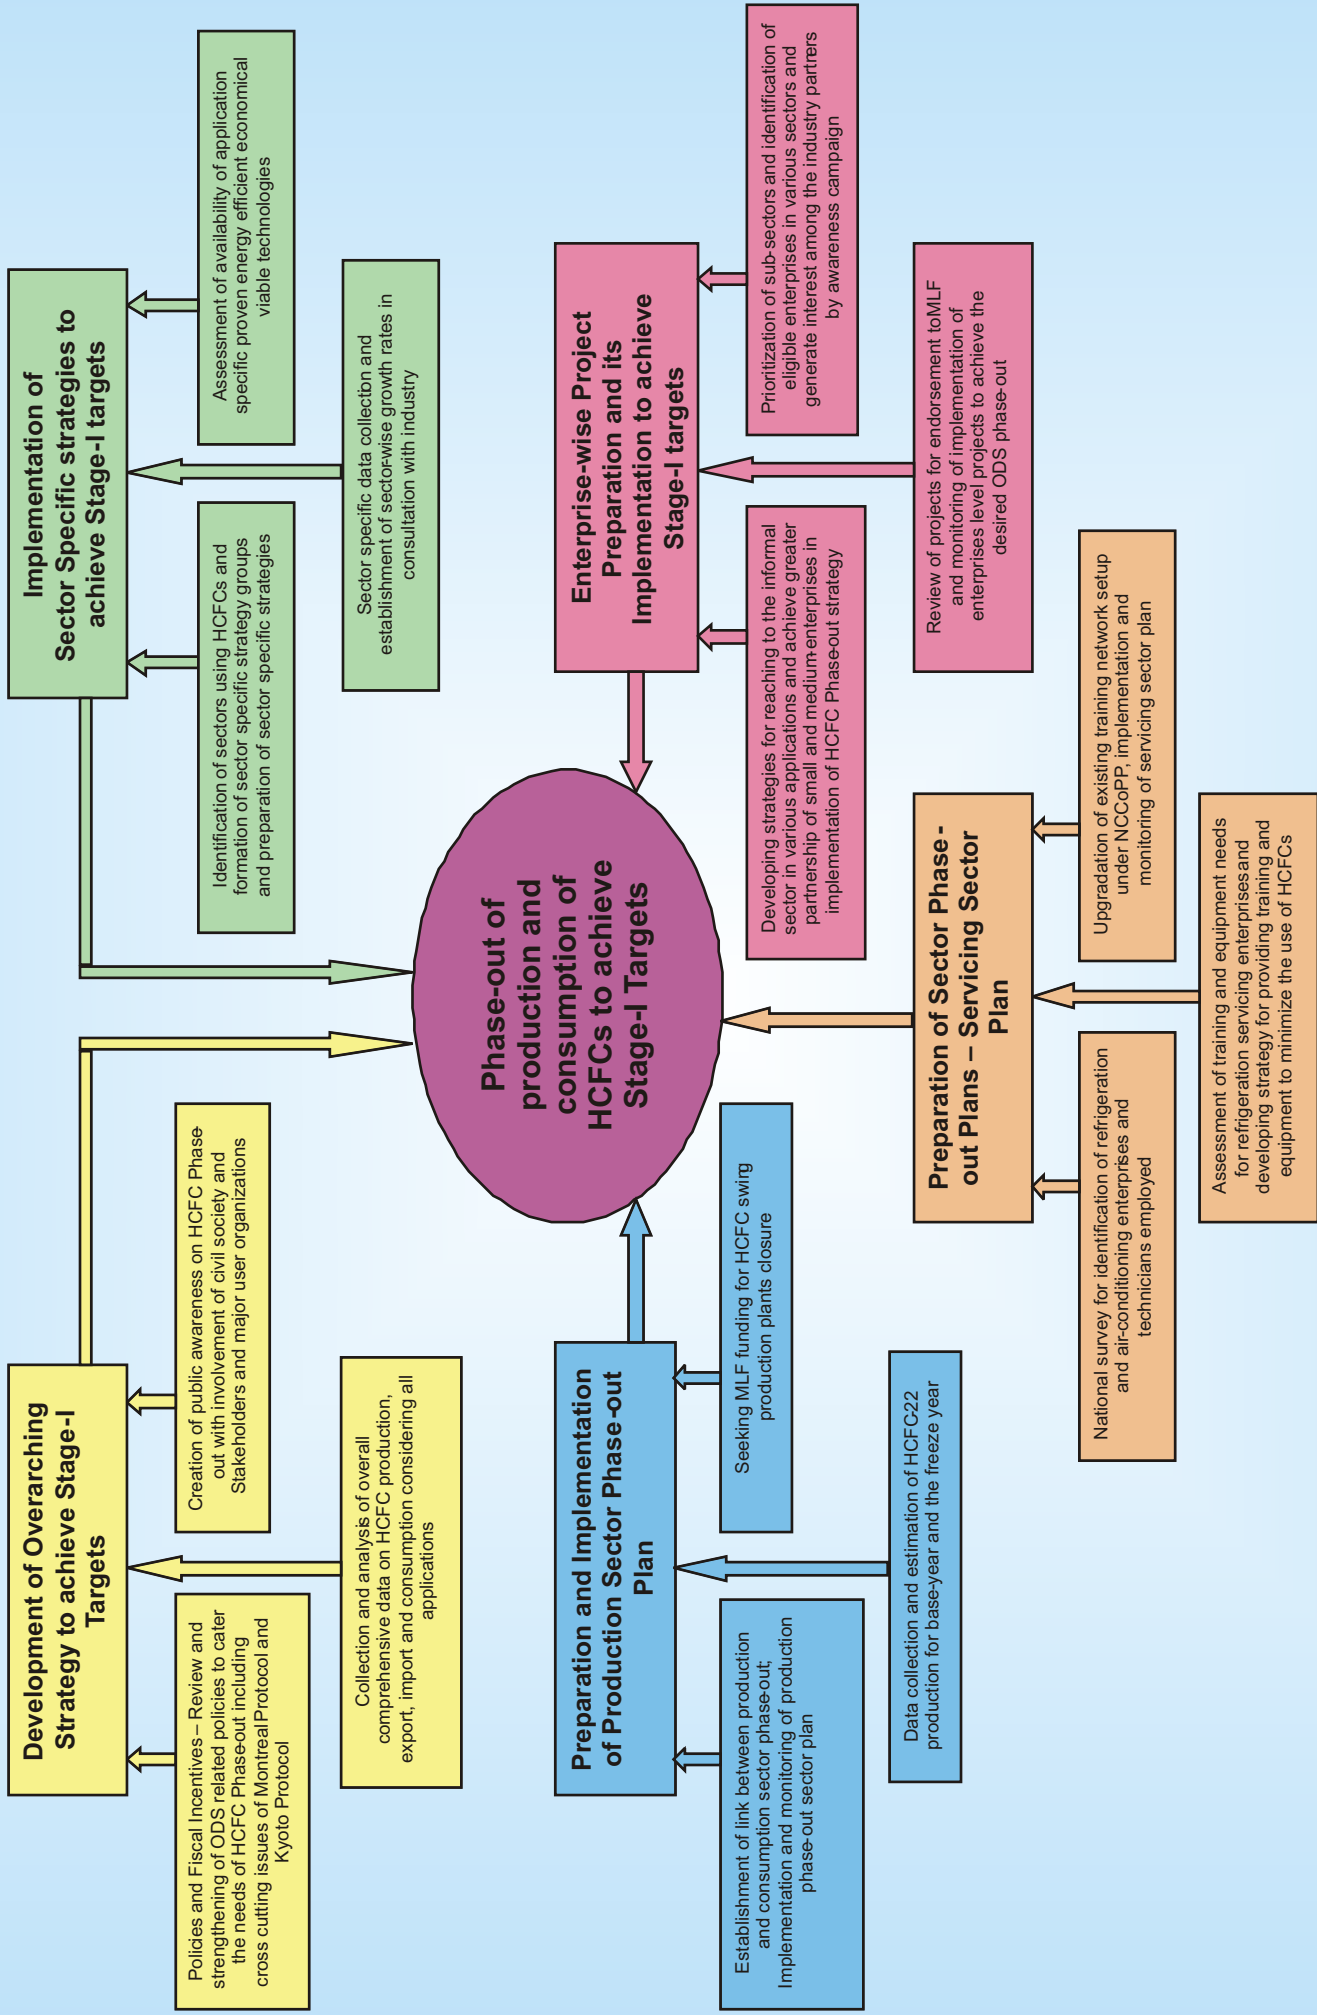 Development of Overarching
Strategy to achieve Stage-I
Targets
Policies and Fiscal Incentives – Review and
strengthening of ODS related policies to cater
the needs of HCFC Phase-out including
cross cutting issues of Montreal Protocol and
Kyoto Protocol
Creation of public awareness on HCFC Phase-
out with involvement of civil society and
Stakeholders and major user organizations
Collection and analysis of overall
comprehensive data on HCFC production,
export, import and consumption considering all
applications
Implementation of
Sector Specific strategies to
achieve Stage-I targets
Identification of sectors using HCFCs and
formation of sector specific strategy groups
and preparation of sector specific strategies
Assessment of availability of application
specific proven energy efficient economical
viable technologies
Sector specific data collection and
establishment of sector-wise growth rates in
consultation with industry
Phase-out of
production and
consumption of
HCFCs to achieve
Stage-I Targets
Preparation and Implementation
of Production Sector Phase-out
Plan
Establishment of link between production
and consumption sector phase-out;
Implementation and monitoring of production
phase-out sector plan
Seeking MLF funding for HCFC swing
production plants closure
Data collection and estimation of HCFC-22
production for base-year and the freeze year
Enterprise-wise Project
Preparation and its
Implementation to achieve
Stage-I targets
Developing strategies for reaching to the informal
sector in various applications and achieve greater
partnership of small and medium-enterprises in
implementation of HCFC Phase-out strategy
Prioritization of sub-sectors and identification of
eligible enterprises in various sectors and
generate interest among the industry partners
by awareness campaign
Review of projects for endorsement toMLF
and monitoring of implementation of
enterprises level projects to achieve the
desired ODS phase-out
Preparation of Sector Phase-
out Plans – Servicing Sector
Plan
National survey for identification of refrigeration
and air-conditioning enterprises and
technicians employed
Upgradation of existing training network setup
under NCCoPP, implementation and
monitoring of servicing sector plan
Assessment of training and equipment needs
for refrigeration servicing enterprises and
developing strategy for providing training and
equipment to minimize the use of HCFCs